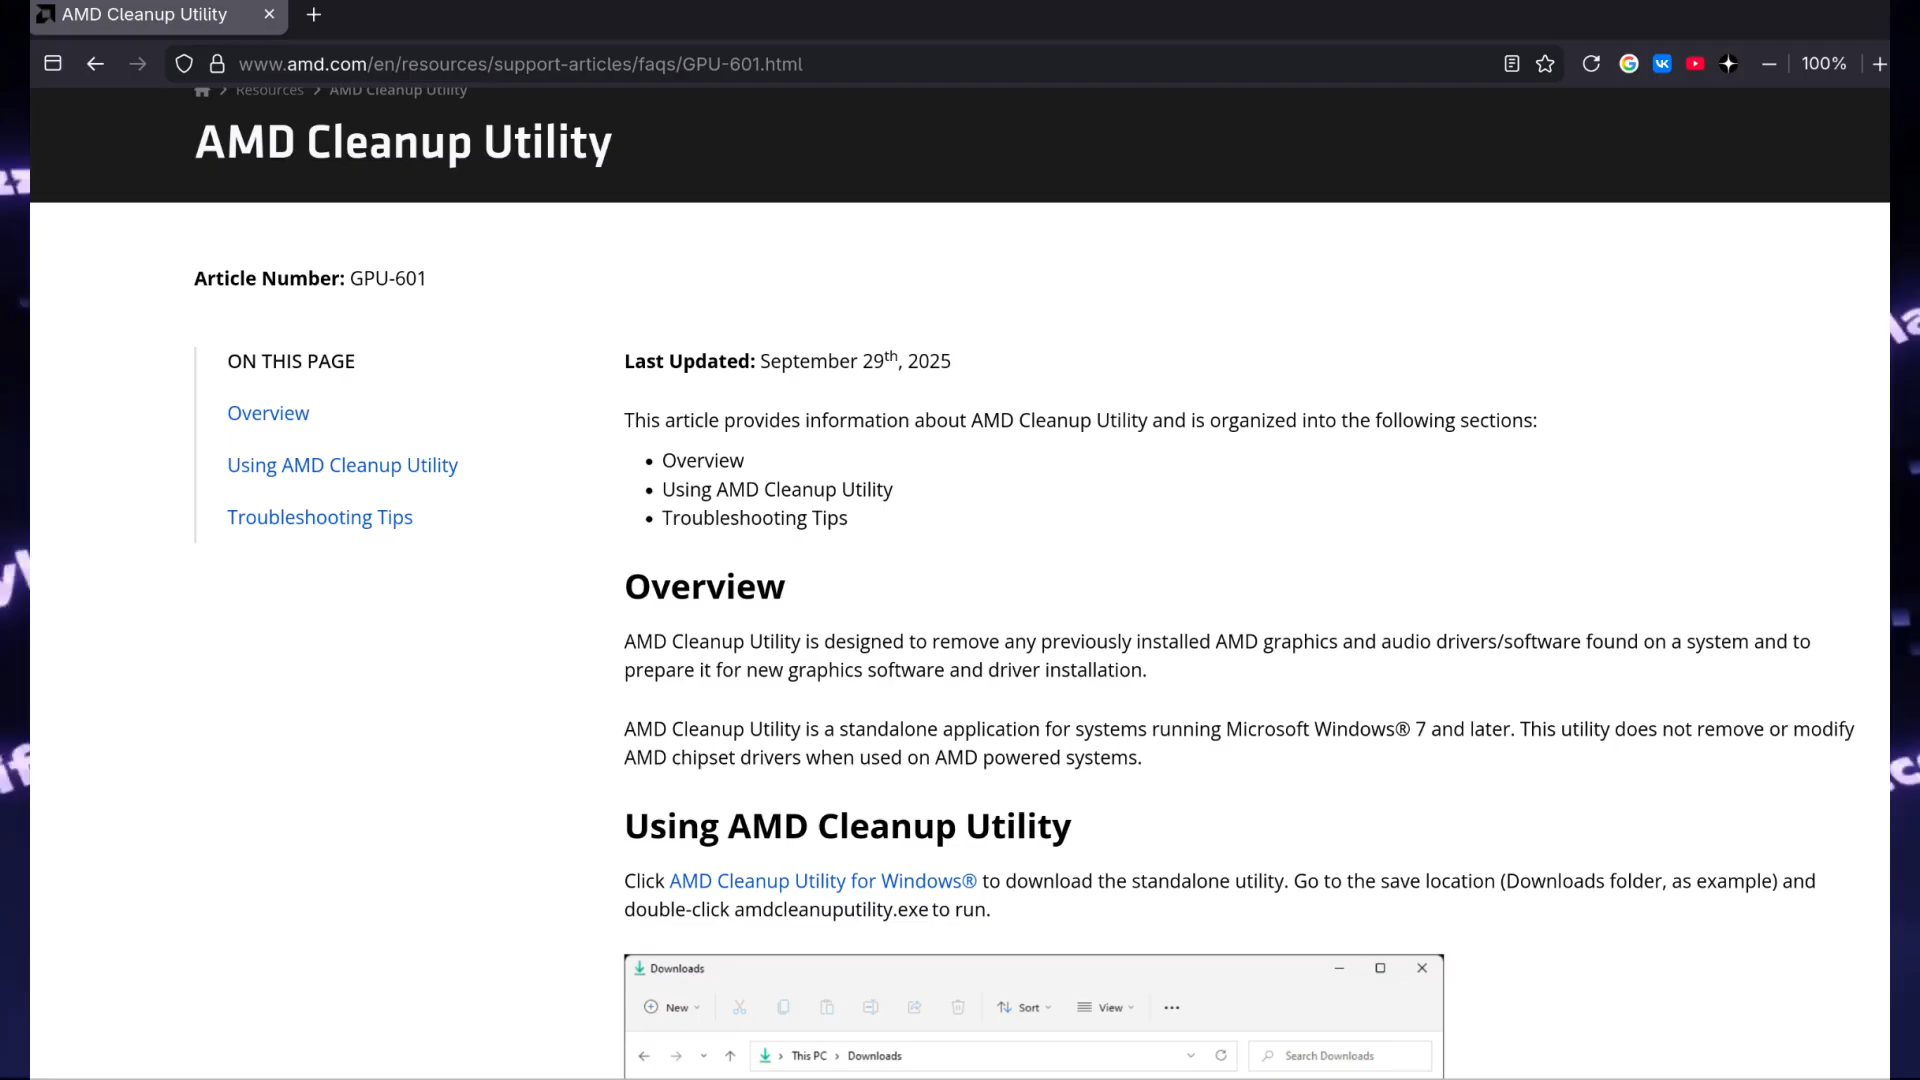 AMD Cleanup Utility
www.amd.com/en/resources/support-articles/faqs/GPU-601.html
100%
Resources > AMD Cleanup Utility
AMD Cleanup Utility
Article Number: GPU-601
ON THIS PAGE
Overview
Using AMD Cleanup Utility
Troubleshooting Tips
Last Updated: September 29th, 2025
This article provides information about AMD Cleanup Utility and is organized into the following sections:
• Overview
• Using AMD Cleanup Utility
• Troubleshooting Tips
Overview
AMD Cleanup Utility is designed to remove any previously installed AMD graphics and audio drivers/software found on a system and to
prepare it for new graphics software and driver installation.
AMD Cleanup Utility is a standalone application for systems running Microsoft Windows® 7 and later. This utility does not remove or modify
AMD chipset drivers when used on AMD powered systems.
Using AMD Cleanup Utility
Click AMD Cleanup Utility for Windows® to download the standalone utility. Go to the save location (Downloads folder, as example) and
double-click amdcleanuputility.exe to run.
Downloads
New
Sort
View
This PC > Downloads
Search Downloads